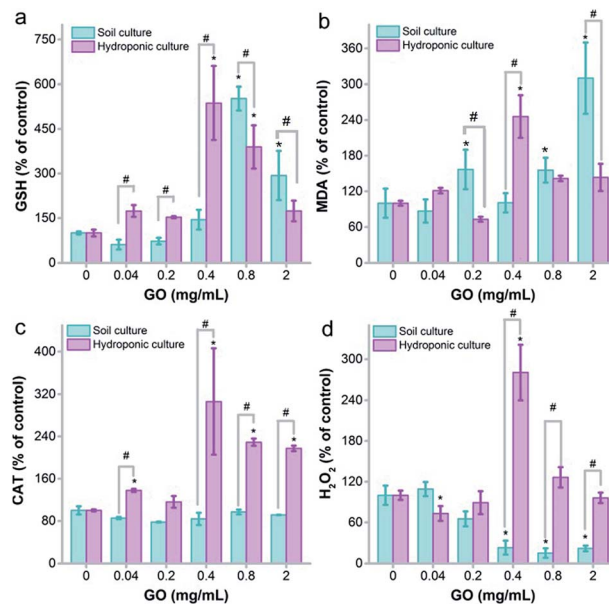 a
Soil culture
Hydroponic culture
GSH (% of control)
750
600
450
300
150
0
# # # # #
* * * *
0 0.04 0.2 0.4 0.8 2
GO (mg/mL)
b
Soil culture
Hydroponic culture
MDA (% of control)
360
300
240
180
120
60
0
# # #
* * * *
0 0.04 0.2 0.4 0.8 2
GO (mg/mL)
c
Soil culture
Hydroponic culture
CAT (% of control)
400
320
240
160
80
0
# # # #
* * * *
0 0.04 0.2 0.4 0.8 2
GO (mg/mL)
d
Soil culture
Hydroponic culture
H₂O₂ (% of control)
300
240
180
120
60
0
# # #
* * * * *
0 0.04 0.2 0.4 0.8 2
GO (mg/mL)